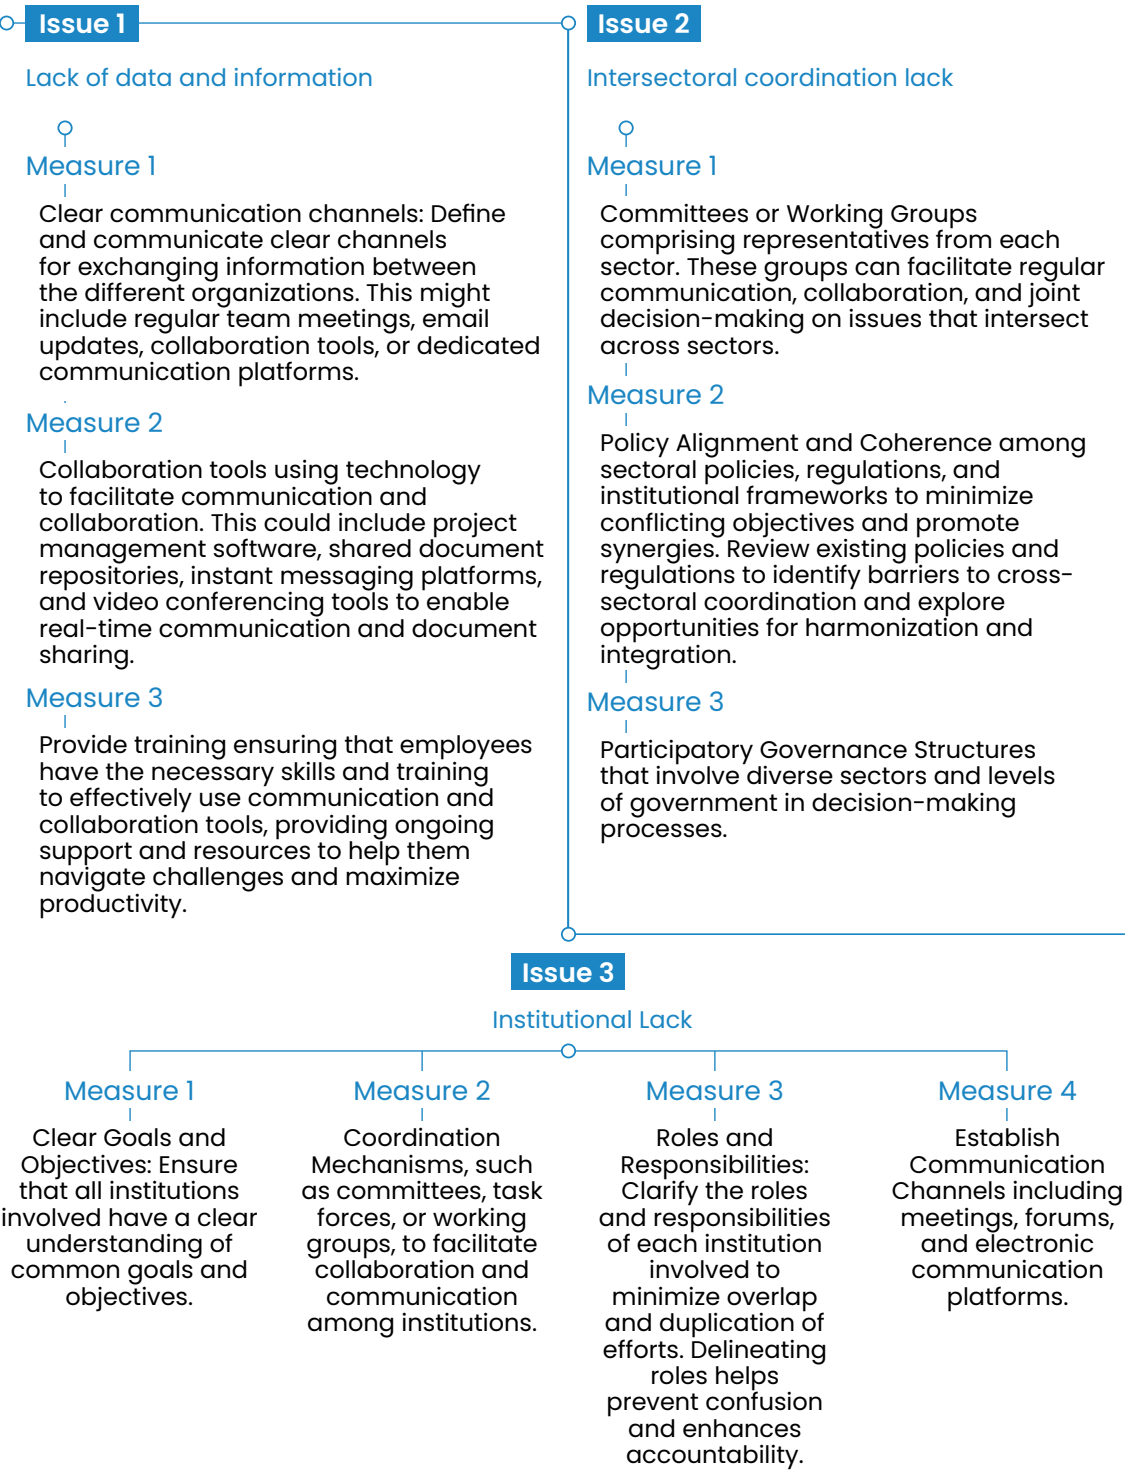 Issue 1
Lack of data and information
Measure 1
Clear communication channels: Define
and communicate clear channels
for exchanging information between
the different organizations. This might
include regular team meetings, email
updates, collaboration tools, or dedicated
communication platforms.
Measure 2
Collaboration tools using technology
to facilitate communication and
collaboration. This could include project
management software, shared document
repositories, instant messaging platforms,
and video conferencing tools to enable
real-time communication and document
sharing.
Measure 3
Provide training ensuring that employees
have the necessary skills and training
to effectively use communication and
collaboration tools, providing ongoing
support and resources to help them
navigate challenges and maximize
productivity.
Issue 2
Intersectoral coordination lack
Measure 1
Committees or Working Groups
comprising representatives from each
sector. These groups can facilitate regular
communication, collaboration, and joint
decision-making on issues that intersect
across sectors.
Measure 2
Policy Alignment and Coherence among
sectoral policies, regulations, and
institutional frameworks to minimize
conflicting objectives and promote
synergies. Review existing policies and
regulations to identify barriers to cross-
sectoral coordination and explore
opportunities for harmonization and
integration.
Measure 3
Participatory Governance Structures
that involve diverse sectors and levels
of government in decision-making
processes.
Issue 3
Institutional Lack
Measure 1
Clear Goals and
Objectives: Ensure
that all institutions
involved have a clear
understanding of
common goals and
objectives.
Measure 2
Coordination
Mechanisms, such
as committees, task
forces, or working
groups, to facilitate
collaboration and
communication
among institutions.
Measure 3
Roles and
Responsibilities:
Clarify the roles
and responsibilities
of each institution
involved to
minimize overlap
and duplication of
efforts. Delineating
roles helps
prevent confusion
and enhances
accountability.
Measure 4
Establish
Communication
Channels including
meetings, forums,
and electronic
communication
platforms.